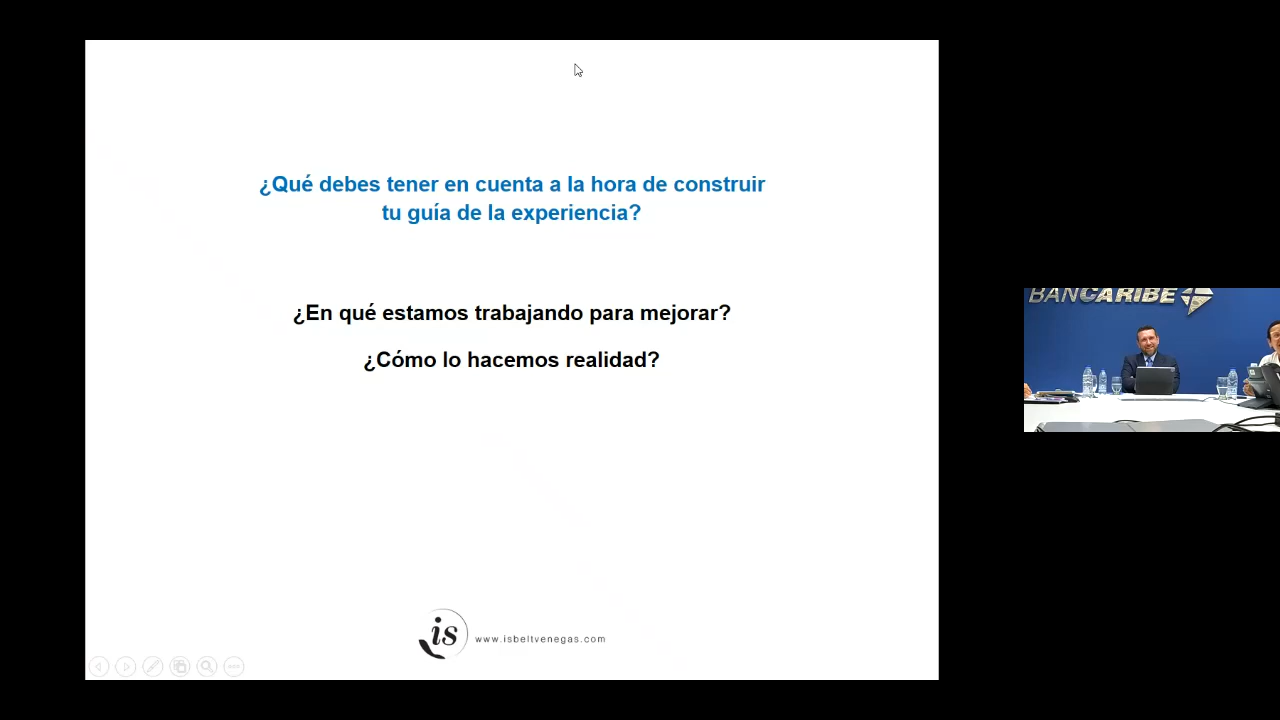 ¿Qué debes tener en cuenta a la hora de construir
tu guía de la experiencia?
¿En qué estamos trabajando para mejorar?
¿Cómo lo hacemos realidad?
is
www.isbeltvenegas.com
BANCARIBE